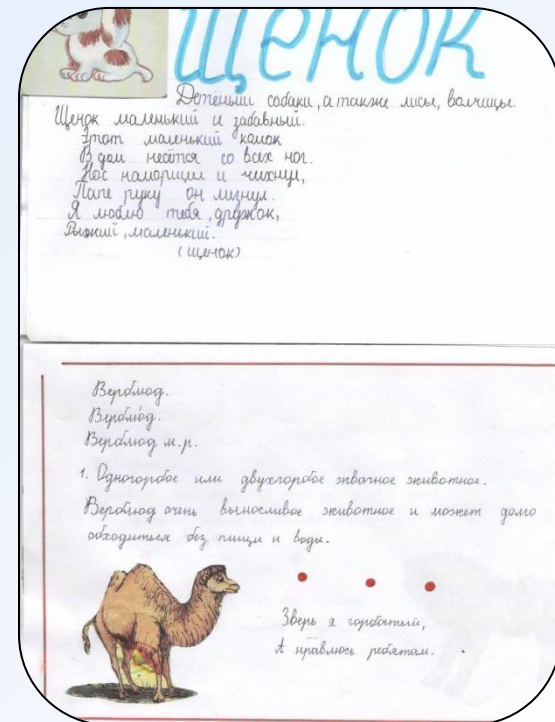 ЩЕНОК
Детёныш собаки, а также лисы, волчицы.
Щенок маленький и забавный.
Этот маленький комок
В дом несётся со всех ног.
Нос наморщил и чихнул,
Папе руку он лизнул.
Я люблю тебя, дружок,
Рыжий, маленький.
(щенок)
Верблюд.
Верблю́д.
Верблюд м.р.
1. Одногорбое или двухгорбое жвачное животное.
Верблюд очень выносливое животное и может долго
обходиться без пищи и воды.
Зверь я горбатый,
А нравлюсь ребятам.